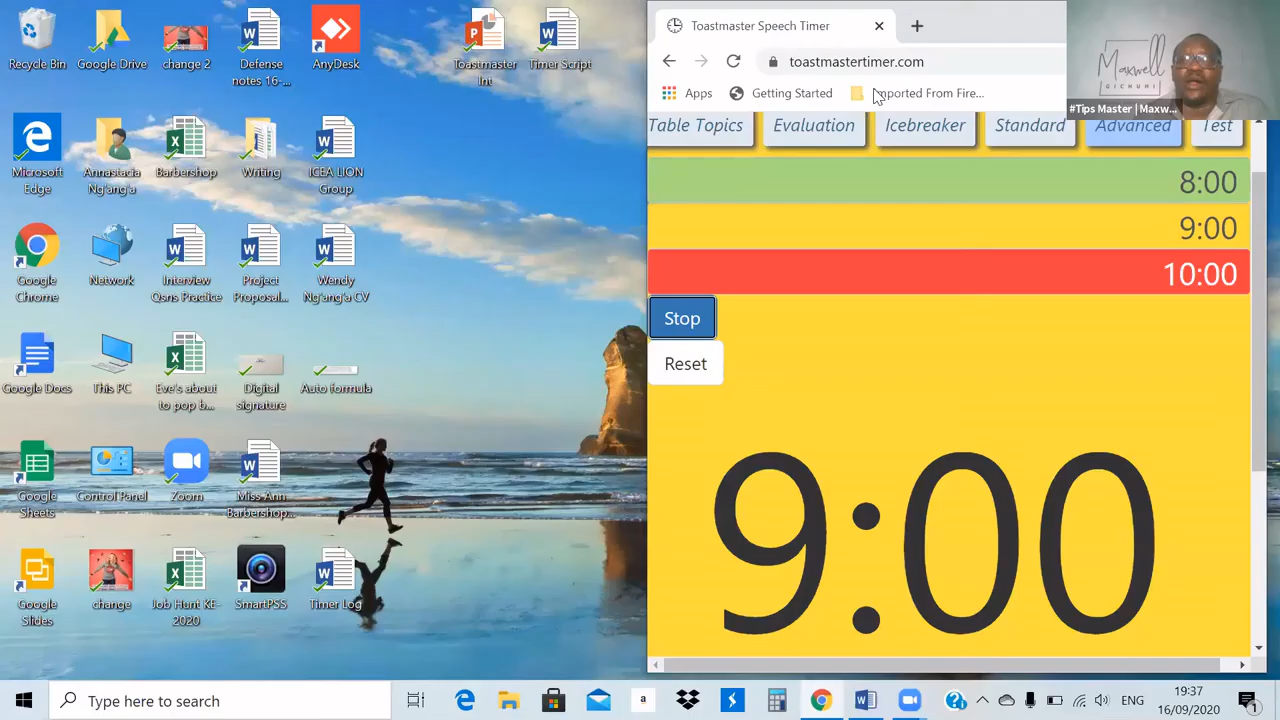 Recycle Bin
Google Drive
change 2
Defense
notes 16-...
AnyDesk
Toastmaster
Int
Timer Script
Microsoft
Edge
Annastacia
Ng'ang'a
Barbershop
Writing
ICEA LION
Group
Google
Chrome
Network
Interview
Qsns Practice
Project
Proposal...
Wendy
Ng'ang'a CV
Google Docs
This PC
Eve's about
to pop b...
Digital
signature
Auto formula
Google
Sheets
Control Panel
Zoom
Miss Ann
Barbershop...
Google
Slides
change
Job Hunt KE-
2020
SmartPSS
Timer Log
Toastmaster Speech Timer
toastmastertimer.com
Apps
Getting Started
Imported From Fire...
Maxwell
GICHUMI
#Tips Master | Maxw...
Table Topics
Evaluation
Icebreaker
Standard
Advanced
Test
8:00
9:00
10:00
Stop
Reset
9:00
Type here to search
ENG
19:37
16/09/2020
1